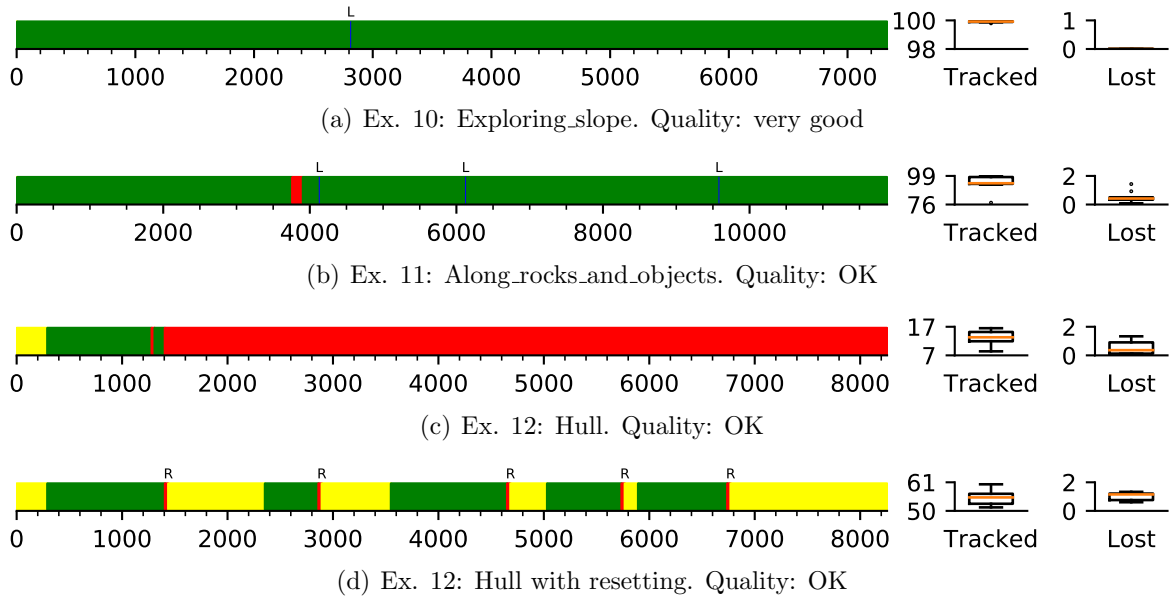 L 100 1
98 0
0 1000 2000 3000 4000 5000 6000 7000 Tracked Lost
(a) Ex. 10: Exploring_slope. Quality: very good
L L L 99 2
76 0
0 2000 4000 6000 8000 10000 Tracked Lost
(b) Ex. 11: Along_rocks_and_objects. Quality: OK
17 2
7 0
0 1000 2000 3000 4000 5000 6000 7000 8000 Tracked Lost
(c) Ex. 12: Hull. Quality: OK
R R R R R 61 2
50 0
0 1000 2000 3000 4000 5000 6000 7000 8000 Tracked Lost
(d) Ex. 12: Hull with resetting. Quality: OK